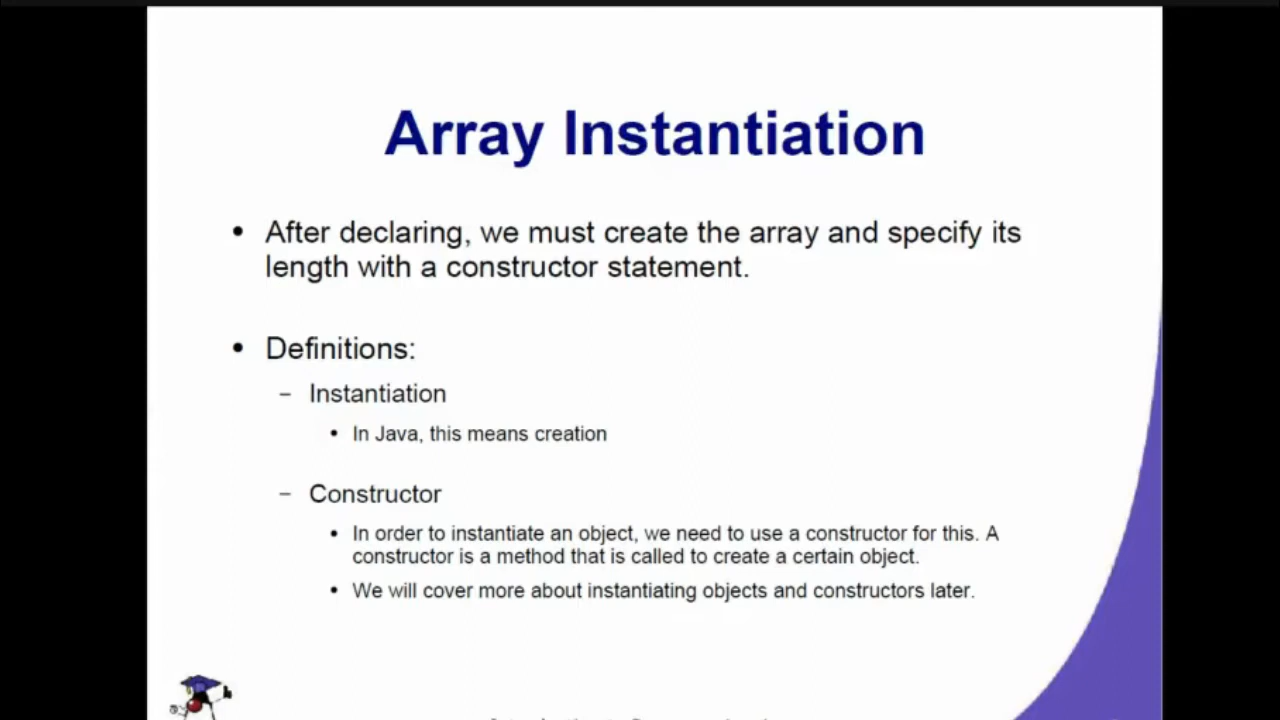 Array Instantiation
• After declaring, we must create the array and specify its
length with a constructor statement.
• Definitions:
– Instantiation
• In Java, this means creation
– Constructor
• In order to instantiate an object, we need to use a constructor for this. A
constructor is a method that is called to create a certain object.
• We will cover more about instantiating objects and constructors later.